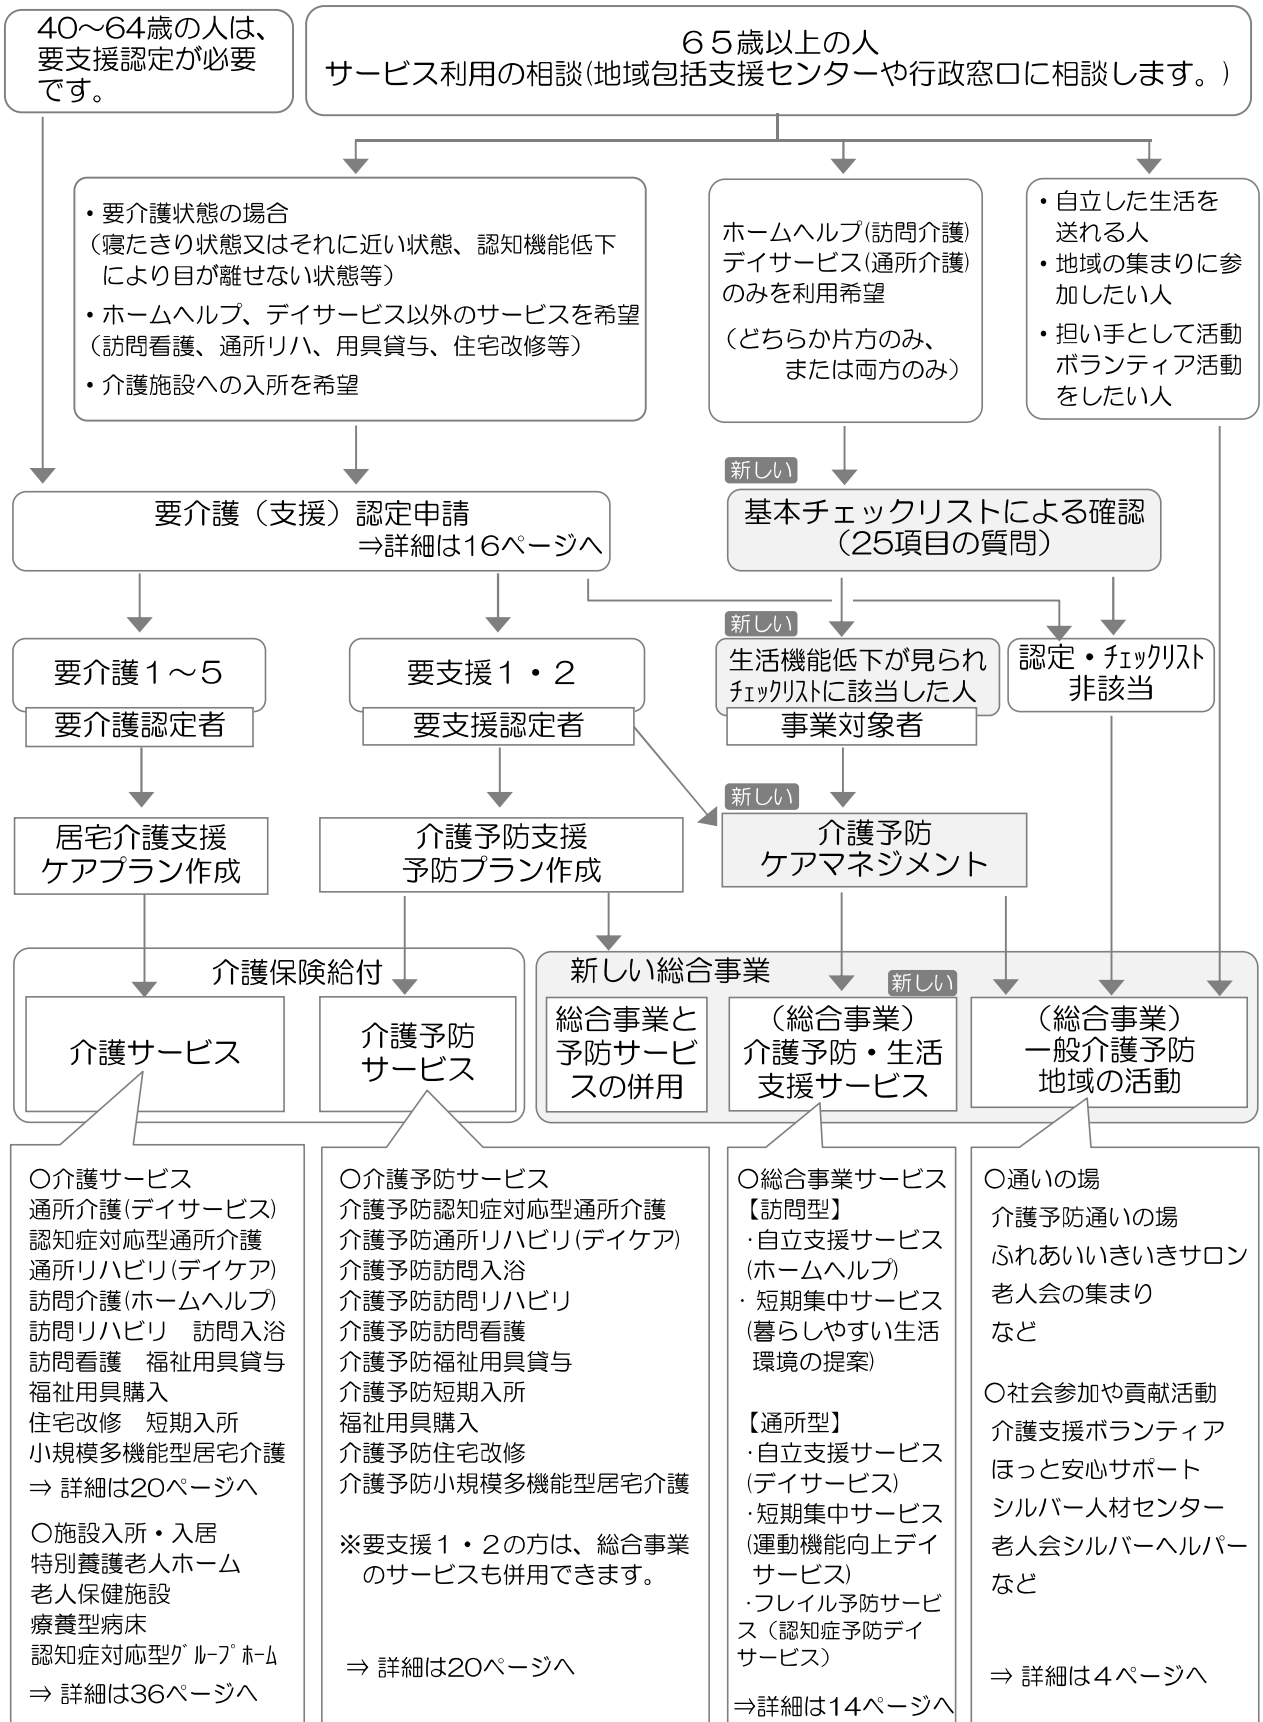 40～64歳の人は、
要支援認定が必要
です。
６５歳以上の人
サービス利用の相談(地域包括支援センターや行政窓口に相談します。)
・要介護状態の場合
（寝たきり状態又はそれに近い状態、認知機能低下
により目が離せない状態等）
・ホームヘルプ、デイサービス以外のサービスを希望
（訪問看護、通所リハ、用具貸与、住宅改修等）
・介護施設への入所を希望
ホームヘルプ(訪問介護)
デイサービス(通所介護)
のみを利用希望
（どちらか片方のみ、
または両方のみ）
・自立した生活を
送れる人
・地域の集まりに参
加したい人
・担い手として活動
ボランティア活動
をしたい人
要介護（支援）認定申請
⇒詳細は16ページへ
新しい
基本チェックリストによる確認
（25項目の質問）
要介護１～５
要介護認定者
要支援１・２
要支援認定者
新しい
生活機能低下が見られ
ﾁｪｯｸﾘｽﾄに該当した人
事業対象者
認定・ﾁｪｯｸﾘｽﾄ
非該当
居宅介護支援
ケアプラン作成
介護予防支援
予防プラン作成
新しい
介護予防
ケアマネジメント
介護保険給付
介護サービス
介護予防
サービス
新しい総合事業
総合事業と
予防サービ
スの併用
新しい
（総合事業）
介護予防・生活
支援サービス
（総合事業）
一般介護予防
地域の活動
○介護サービス
通所介護(デイサービス)
認知症対応型通所介護
通所リハビリ(デイケア)
訪問介護(ホームヘルプ)
訪問リハビリ　訪問入浴
訪問看護　福祉用具貸与
福祉用具購入
住宅改修　短期入所
小規模多機能型居宅介護
⇒ 詳細は20ページへ
○施設入所・入居
特別養護老人ホーム
老人保健施設
療養型病床
認知症対応型ｸﾞﾙｰﾌﾟﾎｰﾑ
⇒ 詳細は36ページへ
○介護予防サービス
介護予防認知症対応型通所介護
介護予防通所リハビリ(デイケア)
介護予防訪問入浴
介護予防訪問リハビリ
介護予防訪問看護
介護予防福祉用具貸与
介護予防短期入所
福祉用具購入
介護予防住宅改修
介護予防小規模多機能型居宅介護
※要支援１・２の方は、総合事業
のサービスも併用できます。
⇒ 詳細は20ページへ
○総合事業サービス
【訪問型】
・自立支援サービス
(ホームヘルプ)
・短期集中サービス
(暮らしやすい生活
環境の提案)
【通所型】
・自立支援サービス
(デイサービス)
・短期集中サービス
(運動機能向上デイ
サービス)
・フレイル予防サービ
ス（認知症予防デイ
サービス）
⇒詳細は14ページへ
○通いの場
介護予防通いの場
ふれあいいきいきサロン
老人会の集まり
など
○社会参加や貢献活動
介護支援ボランティア
ほっと安心サポート
シルバー人材センター
老人会シルバーヘルパー
など
⇒ 詳細は４ページへ